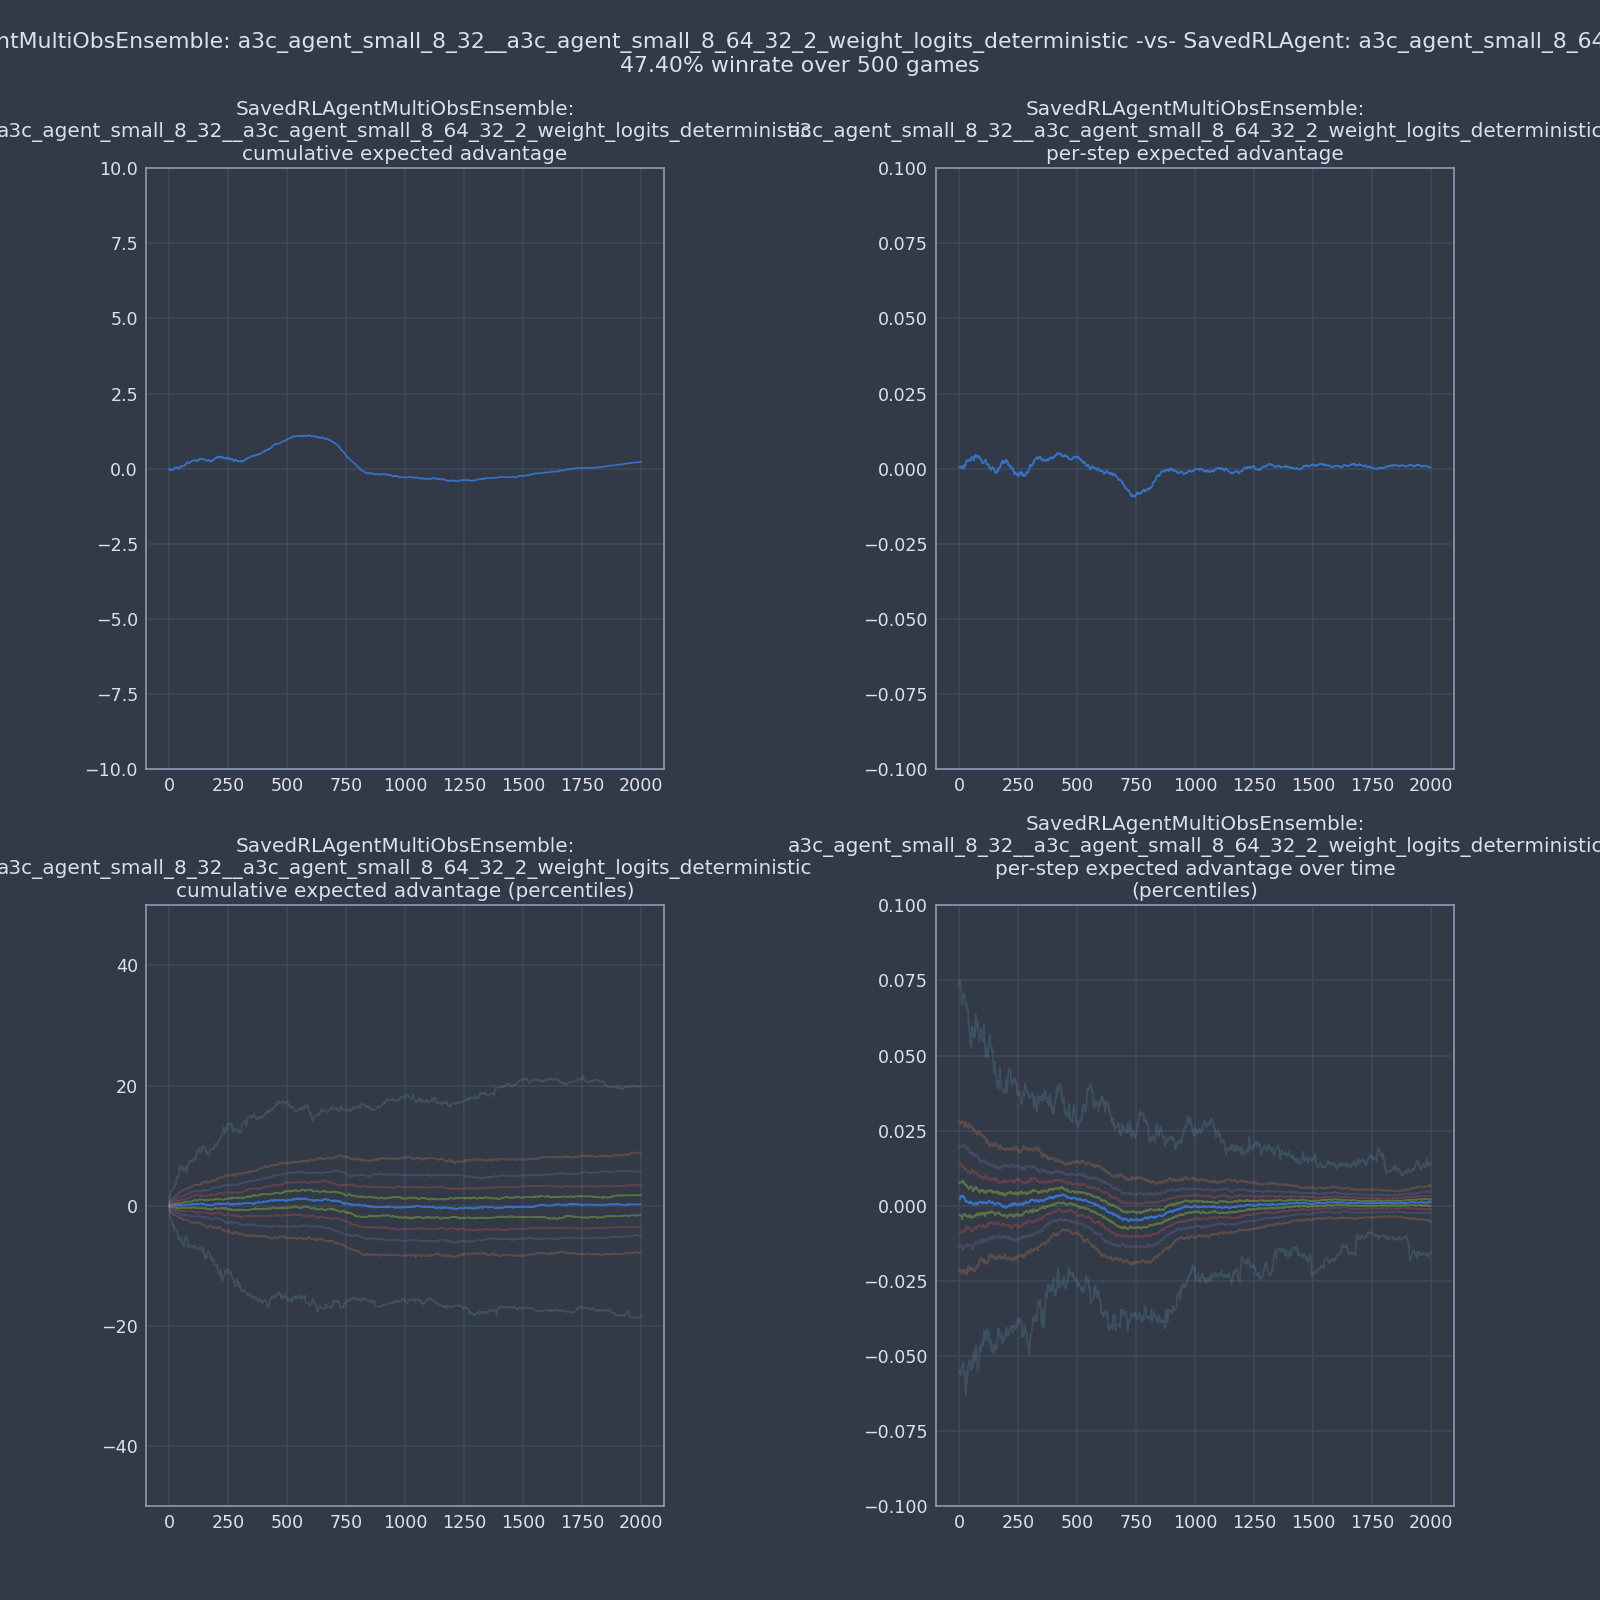 ntMultiObsEnsemble: a3c_agent_small_8_32__a3c_agent_small_8_64_32_2_weight_logits_deterministic -vs- SavedRLAgent: a3c_agent_small_8_64
47.40% winrate over 500 games
SavedRLAgentMultiObsEnsemble:
a3c_agent_small_8_32__a3c_agent_small_8_64_32_2_weight_logits_deterministic
cumulative expected advantage
10.0
7.5
5.0
2.5
0.0
−2.5
−5.0
−7.5
−10.0
0 250 500 750 1000 1250 1500 1750 2000
SavedRLAgentMultiObsEnsemble:
a3c_agent_small_8_32__a3c_agent_small_8_64_32_2_weight_logits_deterministic
per-step expected advantage
0.100
0.075
0.050
0.025
0.000
−0.025
−0.050
−0.075
−0.100
0 250 500 750 1000 1250 1500 1750 2000
SavedRLAgentMultiObsEnsemble:
a3c_agent_small_8_32__a3c_agent_small_8_64_32_2_weight_logits_deterministic
cumulative expected advantage (percentiles)
40
20
0
−20
−40
0 250 500 750 1000 1250 1500 1750 2000
SavedRLAgentMultiObsEnsemble:
a3c_agent_small_8_32__a3c_agent_small_8_64_32_2_weight_logits_deterministic
per-step expected advantage over time
(percentiles)
0.100
0.075
0.050
0.025
0.000
−0.025
−0.050
−0.075
−0.100
0 250 500 750 1000 1250 1500 1750 2000